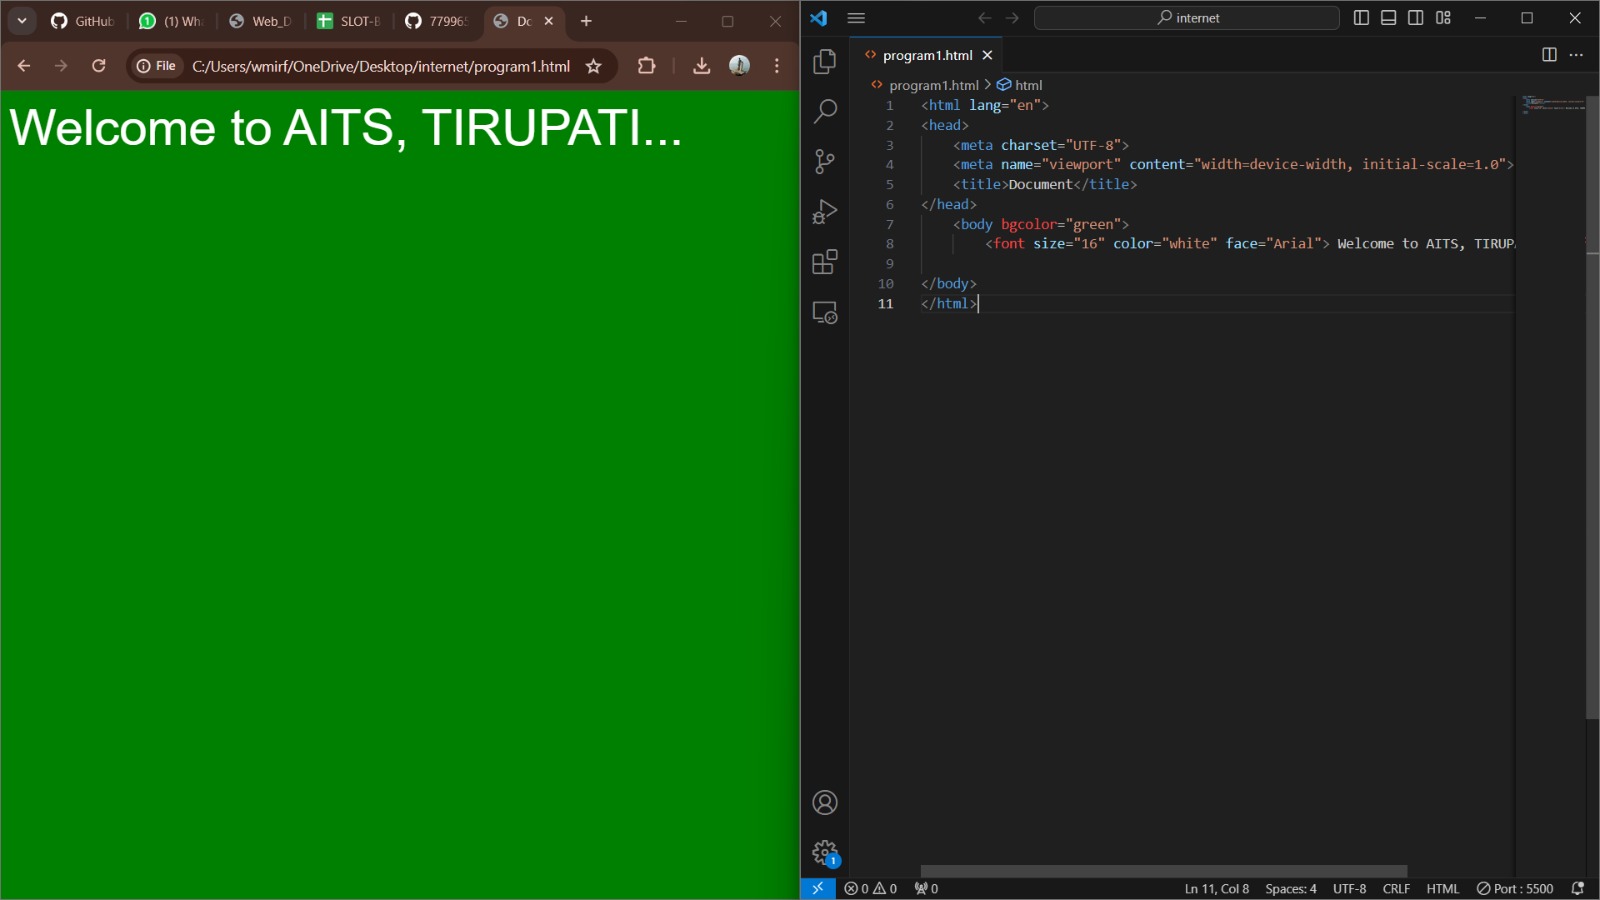 GitHub
(1) Wha
Web_D
SLOT-B
77996
Do
File
C:/Users/wmirf/OneDrive/Desktop/internet/program1.html
Welcome to AITS, TIRUPATI...
internet
program1.html
program1.html > html
1 <html lang="en">
2 <head>
3 <meta charset="UTF-8">
4 <meta name="viewport" content="width=device-width, initial-scale=1.0">
5 <title>Document</title>
6 </head>
7 <body bgcolor="green">
8 <font size="16" color="white" face="Arial"> Welcome to AITS, TIRUP
9
10 </body>
11 </html>
1
0 0 0
Ln 11, Col 8 Spaces: 4 UTF-8 CRLF HTML Port : 5500